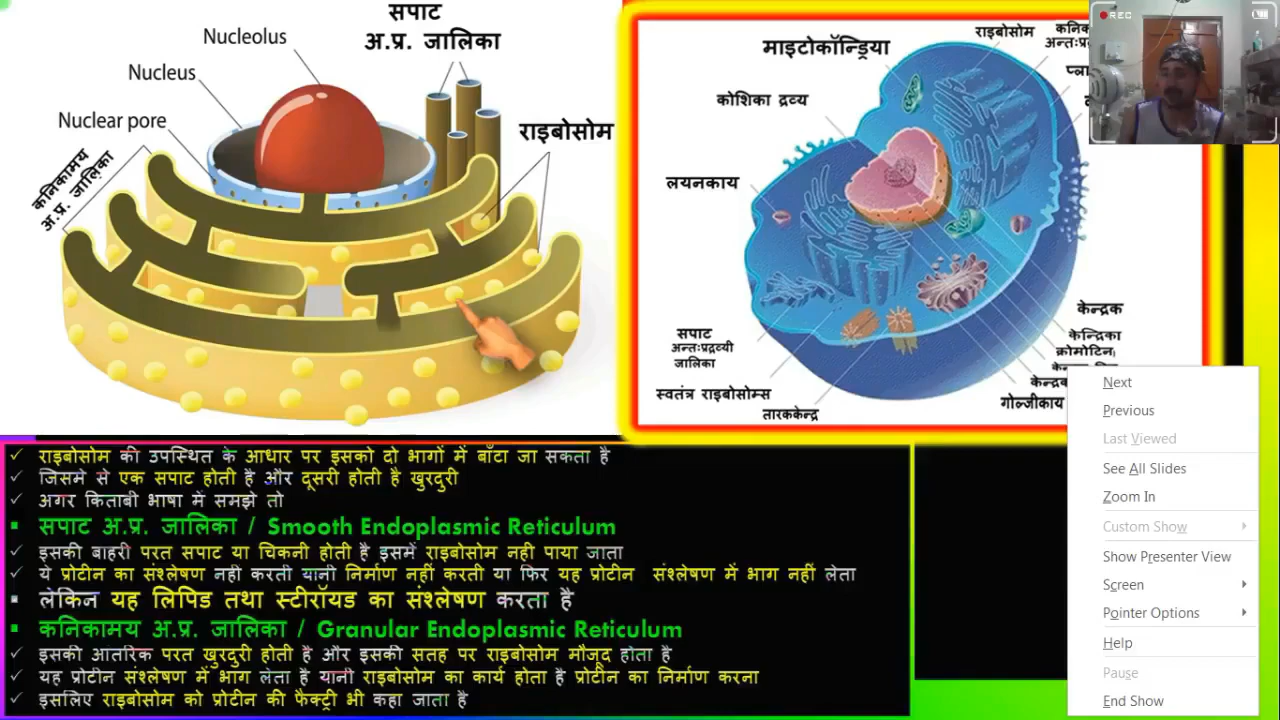 सपाट
अ.प्र. जालिका
Nucleolus
Nucleus
Nuclear pore
राइबोसोम
कनिकामय
अ.प्र. जालिका
माइटोकॉन्ड्रिया
राइबोसोम
कोशिका द्रव्य
लयनकाय
सपाट
अन्तःप्रद्रव्यी
जालिका
स्वतंत्र राइबोसोम्स
तारककेन्द्र
केन्द्रक
केन्द्रिका
क्रोमोटिन
गोल्जीकाय
REC
Next
Previous
Last Viewed
See All Slides
Zoom In
Custom Show
Show Presenter View
Screen
Pointer Options
Help
Pause
End Show
राइबोसोम की उपस्थित के आधार पर इसको दो भागों में बाँटा जा सकता है
जिसमे से एक सपाट होती है और दूसरी होती है खुरदुरी
अगर किताबी भाषा में समझे तो
सपाट अ.प्र. जालिका / Smooth Endoplasmic Reticulum
इसकी बाहरी परत सपाट या चिकनी होती है इसमें राइबोसोम नही पाया जाता
ये प्रोटीन का संश्लेषण नही करती यानी निर्माण नहीं करती या फिर यह प्रोटीन संश्लेषण में भाग नहीं लेता
लेकिन यह लिपिड तथा स्टीरॉयड का संश्लेषण करता है
कनिकामय अ.प्र. जालिका / Granular Endoplasmic Reticulum
इसकी आतंरिक परत खुरदुरी होती है और इसकी सतह पर राइबोसोम मौजूद होता है
यह प्रोटीन संश्लेषण में भाग लेता है यानी राइबोसोम का कार्य होता है प्रोटीन का निर्माण करना
इसलिए राइबोसोम को प्रोटीन की फैक्ट्री भी कहा जाता है